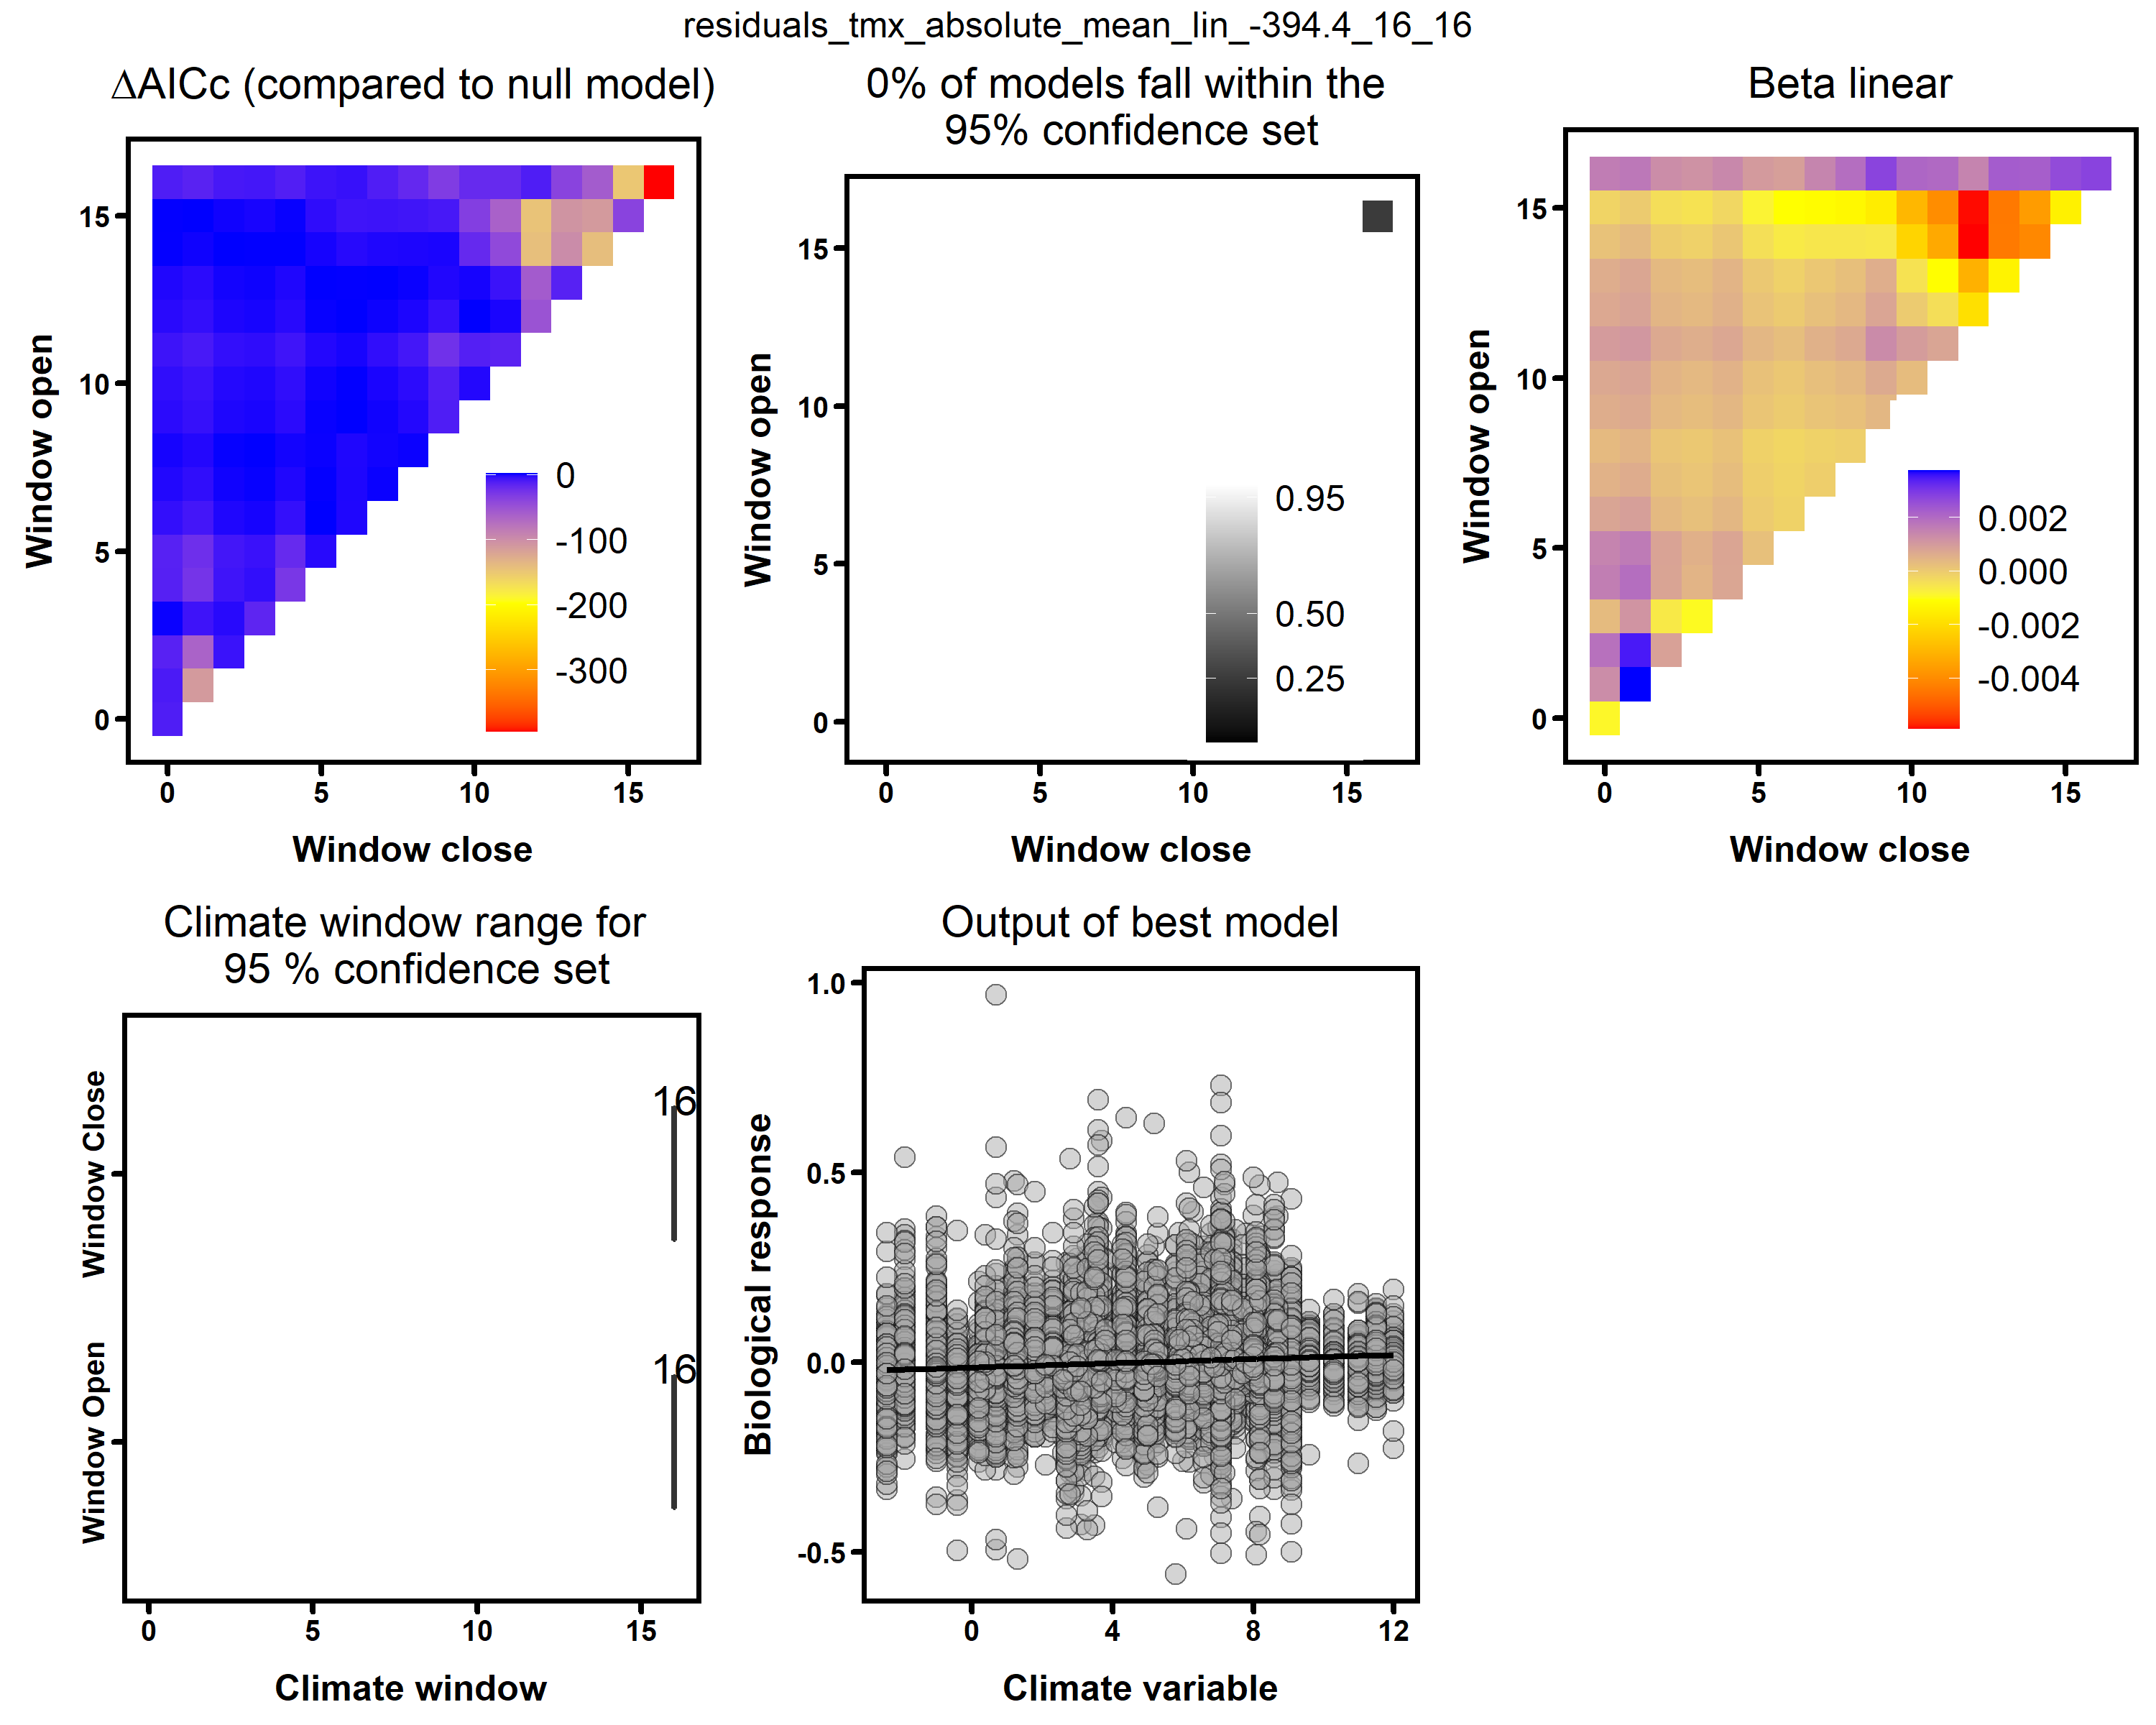 residuals_tmx_absolute_mean_lin_-394.4_16_16
ΔAICc (compared to null model)
15
10
5
0
0
5
10
15
Window open
Window close
0
-100
-200
-300
0% of models fall within the
95% confidence set
15
10
5
0
0
5
10
15
Window open
Window close
0.95
0.50
0.25
Beta linear
15
10
5
0
0
5
10
15
Window open
Window close
0.002
0.000
-0.002
-0.004
Climate window range for
95 % confidence set
Window Close
Window Open
16
16
0
5
10
15
Climate window
Output of best model
1.0
0.5
0.0
-0.5
0
4
8
12
Biological response
Climate variable